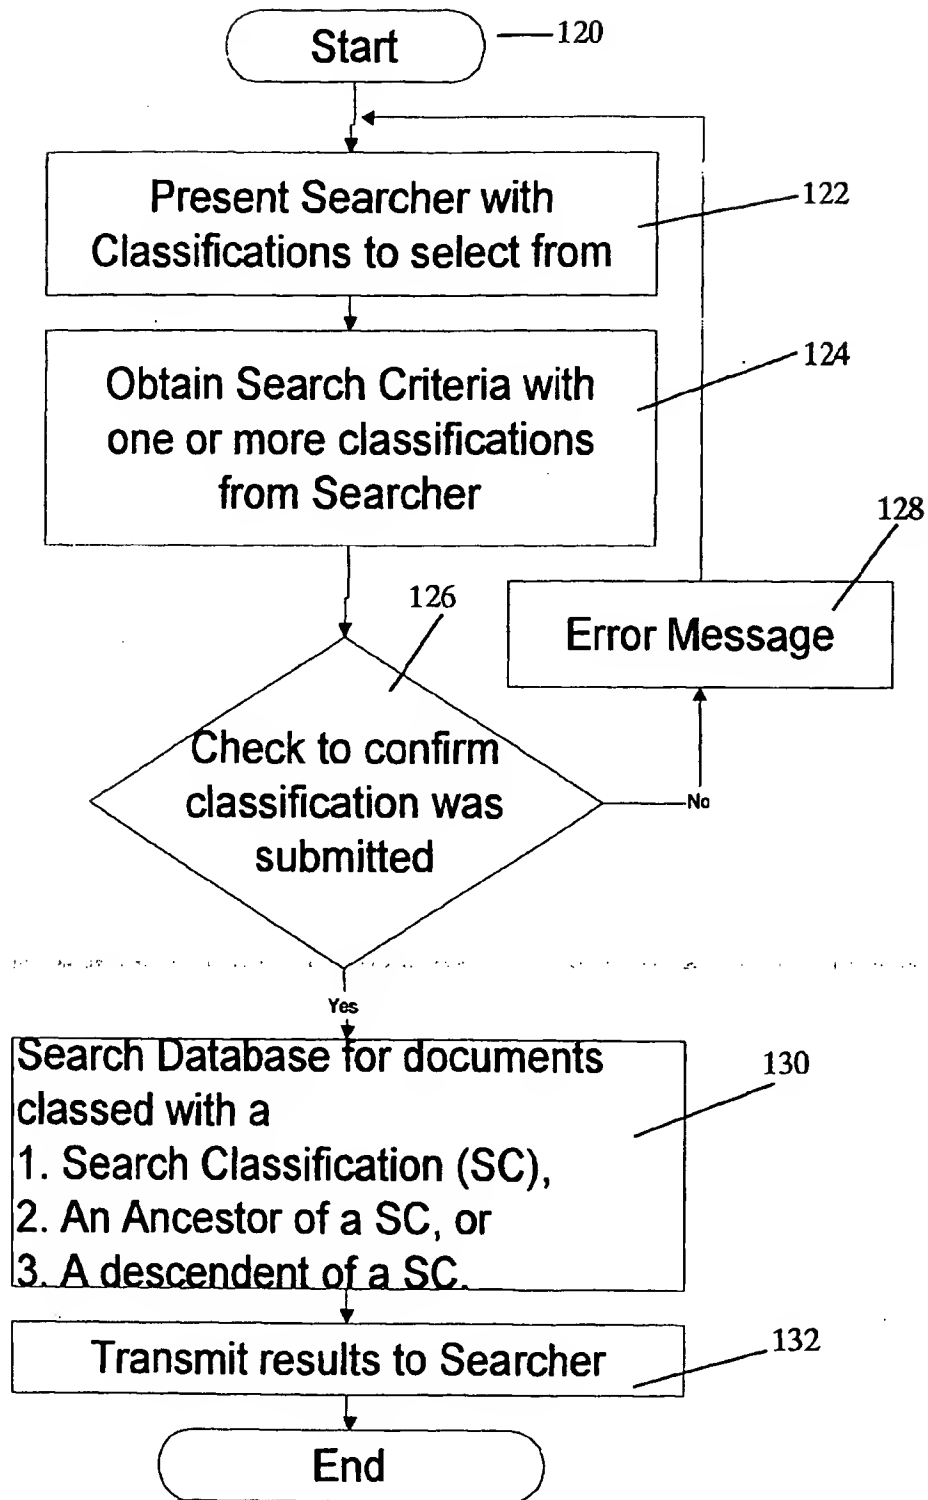 Start
120
Present Searcher with
Classifications to select from
122
Obtain Search Criteria with
one or more classifications
from Searcher
124
128
Error Message
126
Check to confirm
classification was
submitted
No
Yes
Search Database for documents
classed with a
1. Search Classification (SC),
2. An Ancestor of a SC, or
3. A descendent of a SC.
130
Transmit results to Searcher
132
End